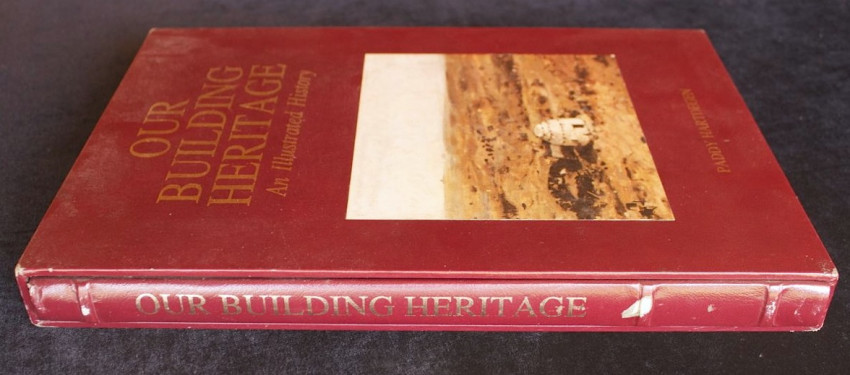 OUR
BUILDING
HERITAGE
An Illustrated History
PADDY HARTDEGEN
OUR BUILDING HERITAGE